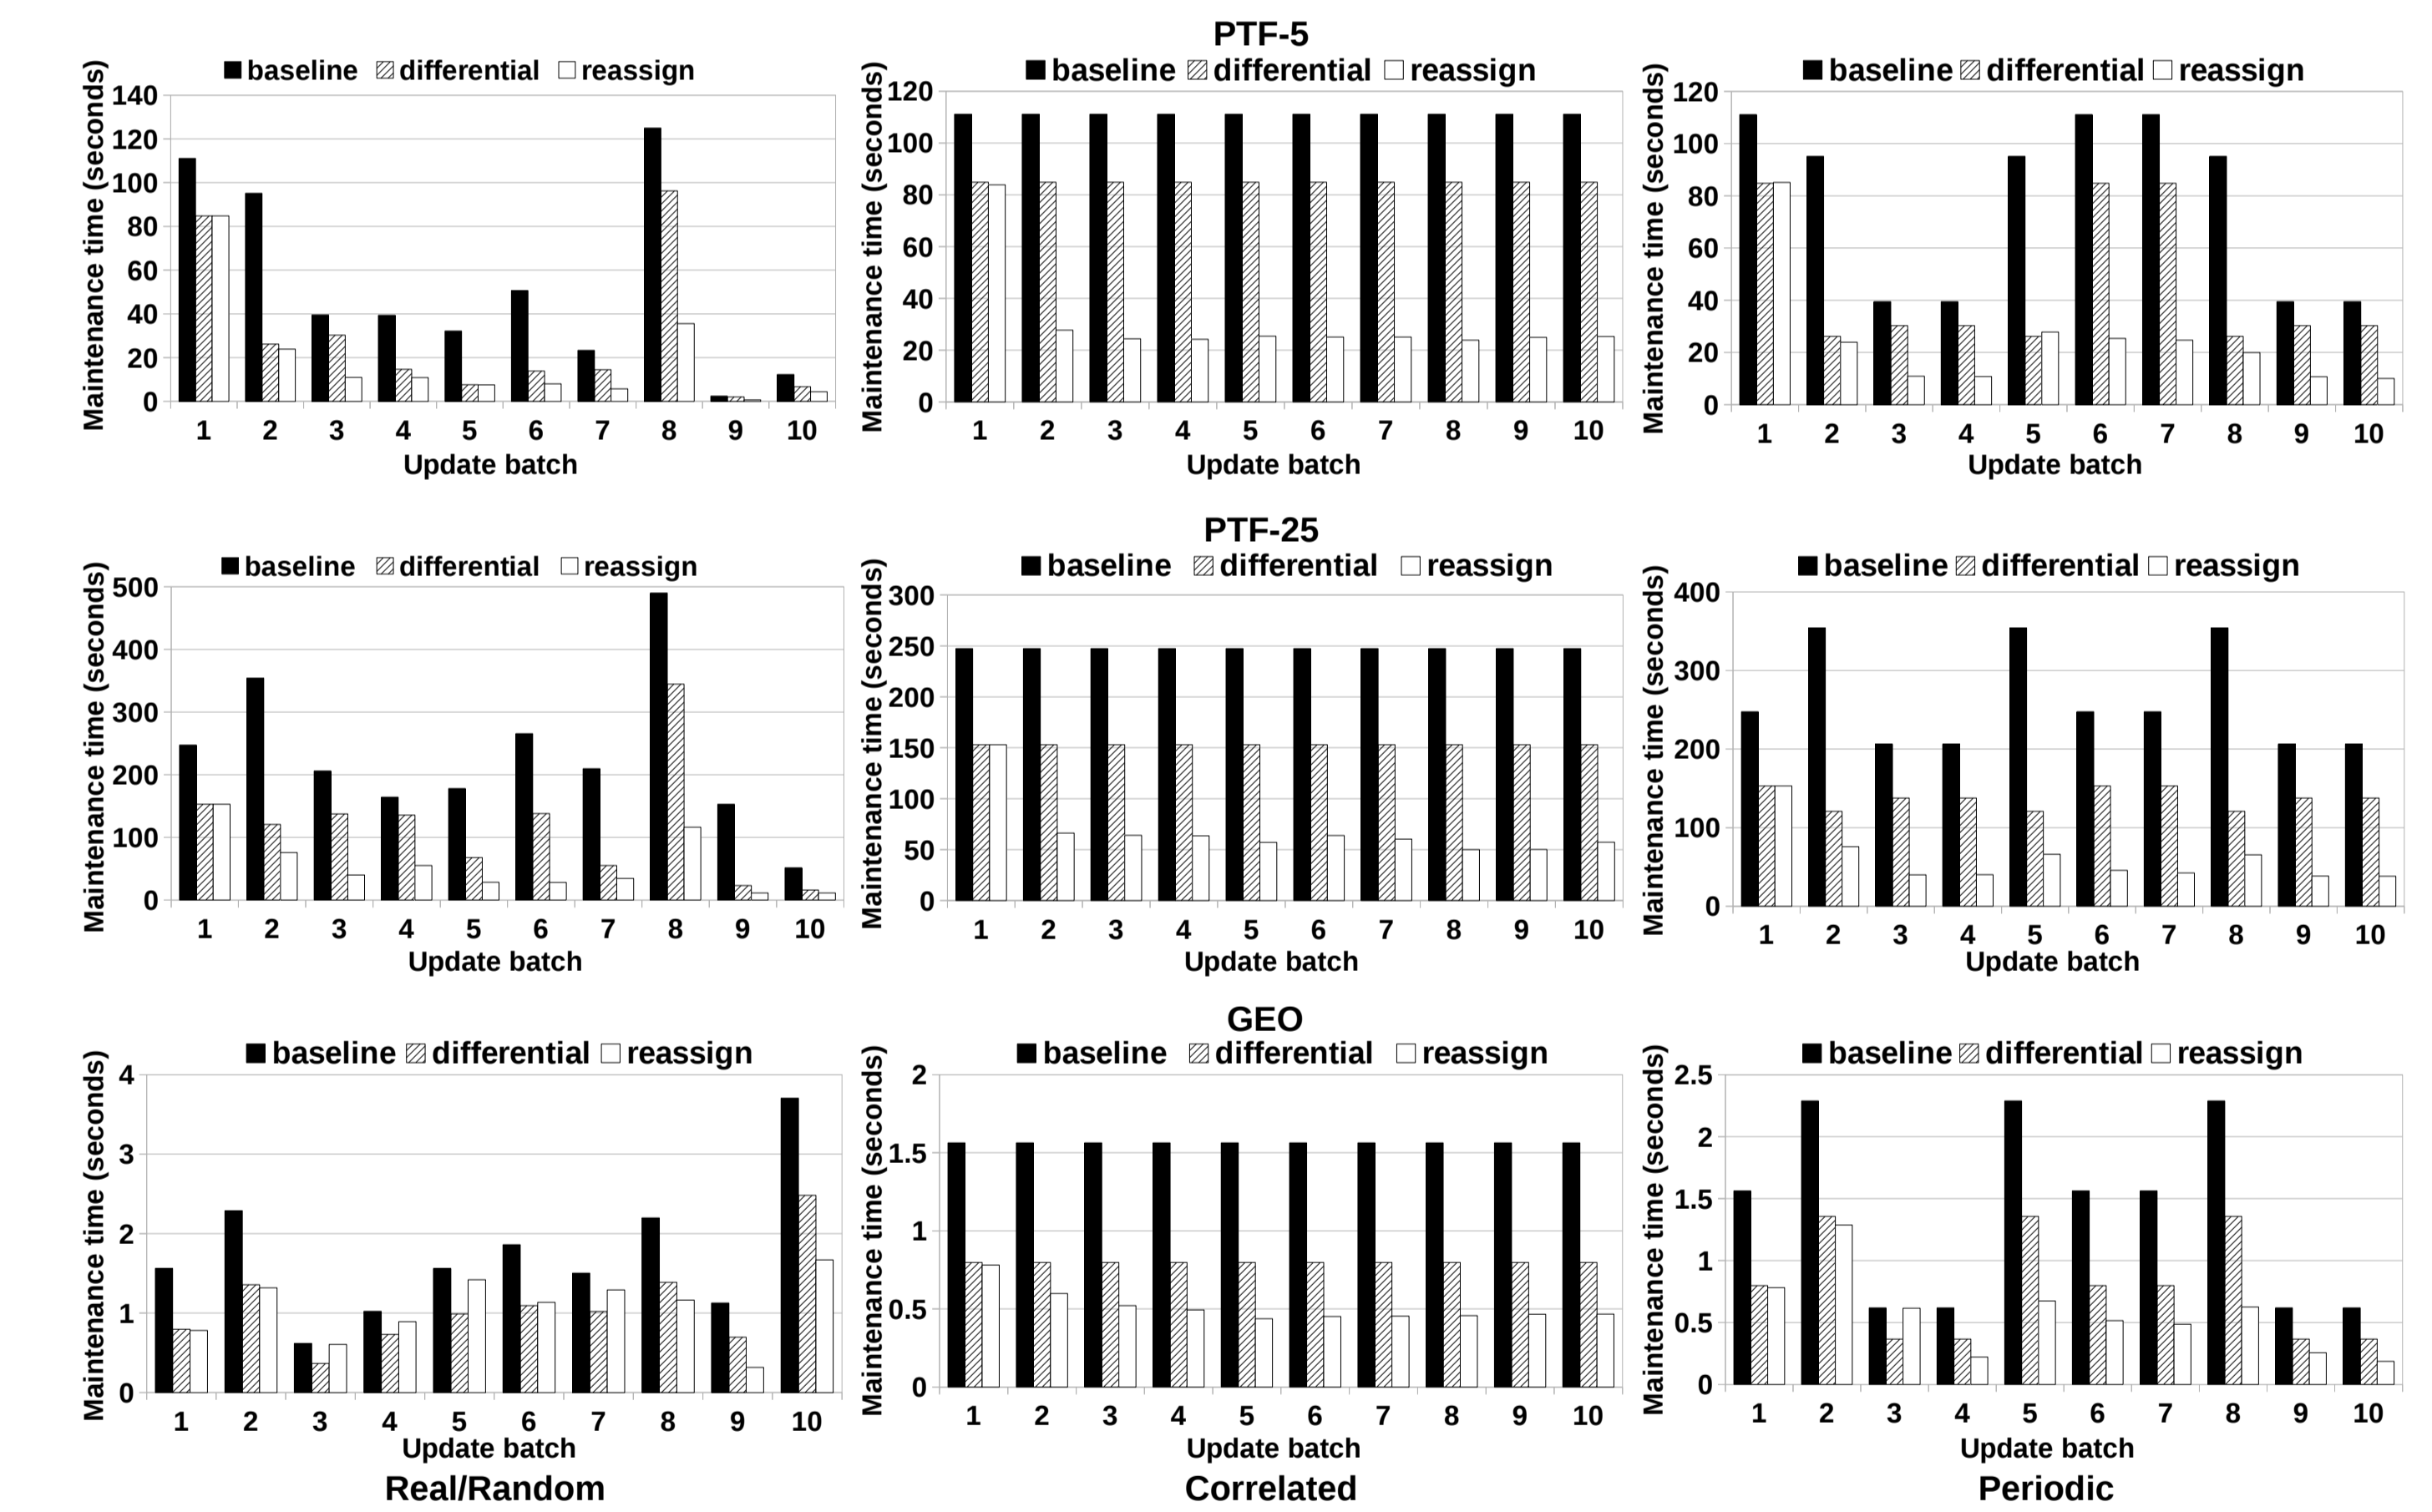 PTF-5
baseline differential reassign
Maintenance time (seconds)
140
120
100
80
60
40
20
0
1 2 3 4 5 6 7 8 9 10
Update batch
baseline differential reassign
Maintenance time (seconds)
120
100
80
60
40
20
0
1 2 3 4 5 6 7 8 9 10
Update batch
baseline differential reassign
Maintenance time (seconds)
120
100
80
60
40
20
0
1 2 3 4 5 6 7 8 9 10
Update batch
PTF-25
baseline differential reassign
Maintenance time (seconds)
500
400
300
200
100
0
1 2 3 4 5 6 7 8 9 10
Update batch
baseline differential reassign
Maintenance time (seconds)
300
250
200
150
100
50
0
1 2 3 4 5 6 7 8 9 10
Update batch
baseline differential reassign
Maintenance time (seconds)
400
300
200
100
0
1 2 3 4 5 6 7 8 9 10
Update batch
GEO
baseline differential reassign
Maintenance time (seconds)
4
3
2
1
0
1 2 3 4 5 6 7 8 9 10
Update batch
Real/Random
baseline differential reassign
Maintenance time (seconds)
2
1.5
1
0.5
0
1 2 3 4 5 6 7 8 9 10
Update batch
Correlated
baseline differential reassign
Maintenance time (seconds)
2.5
2
1.5
1
0.5
0
1 2 3 4 5 6 7 8 9 10
Update batch
Periodic